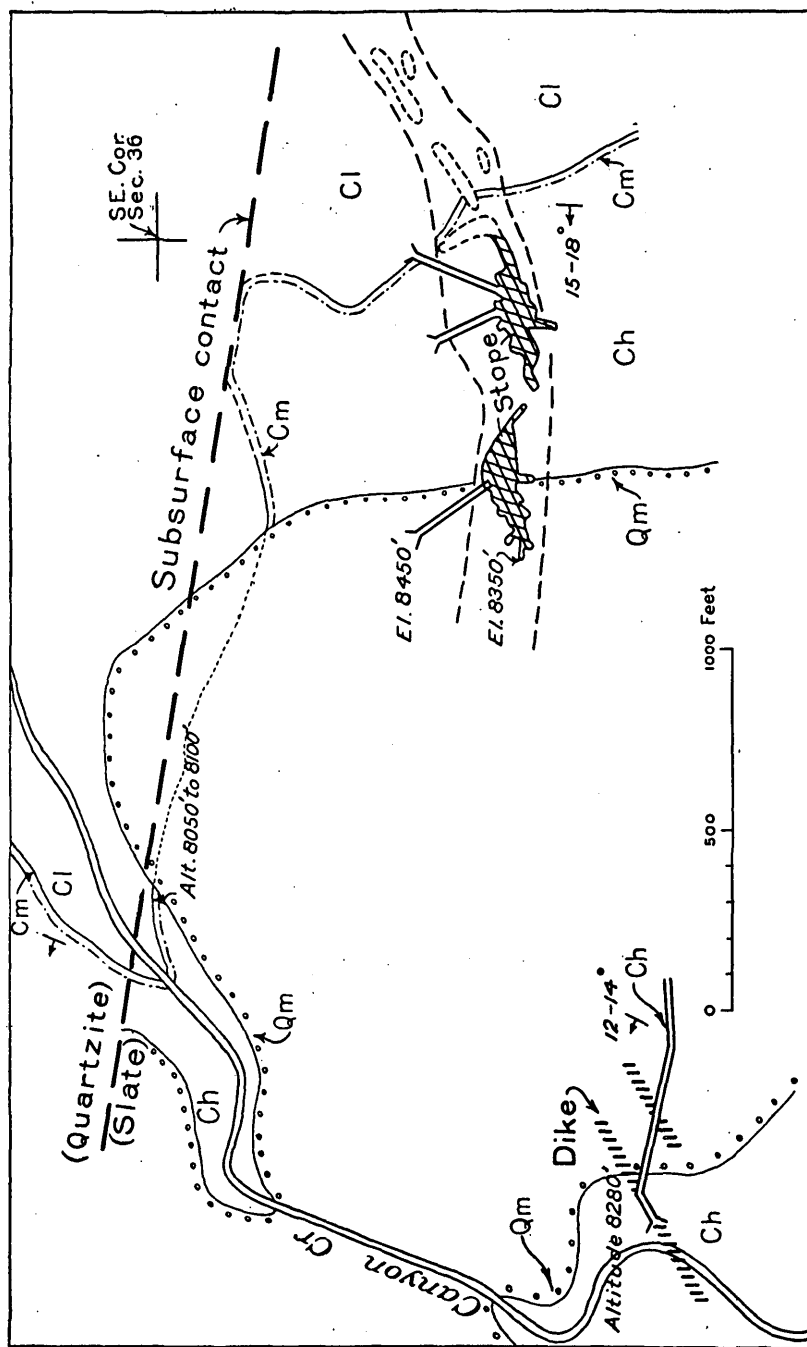 SE. Cor.
Sec. 36
Cl
Cl
Subsurface contact
Cm
15-18°
Cm
Stope
Ch
El. 8450'
El. 8350'
Qm
Cm
Cl
Alt. 8050' to 8100'
(Quartzite)
(Slate)
Ch
Qm
1000 Feet
500
0
12-14°
Ch
Dike
Canyon Cr
Qm
Altitude 8280'
Ch